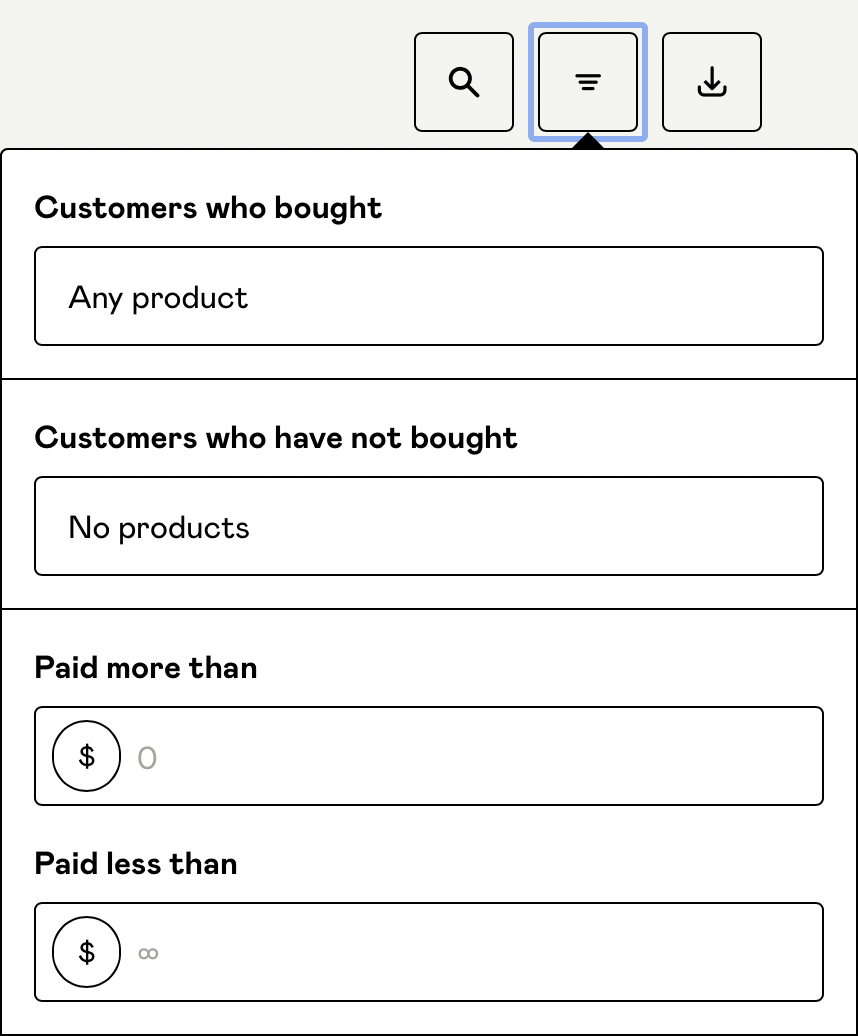 Customers who bought
Any product
Customers who have not bought
No products
Paid more than
$ 0
Paid less than
$ ∞